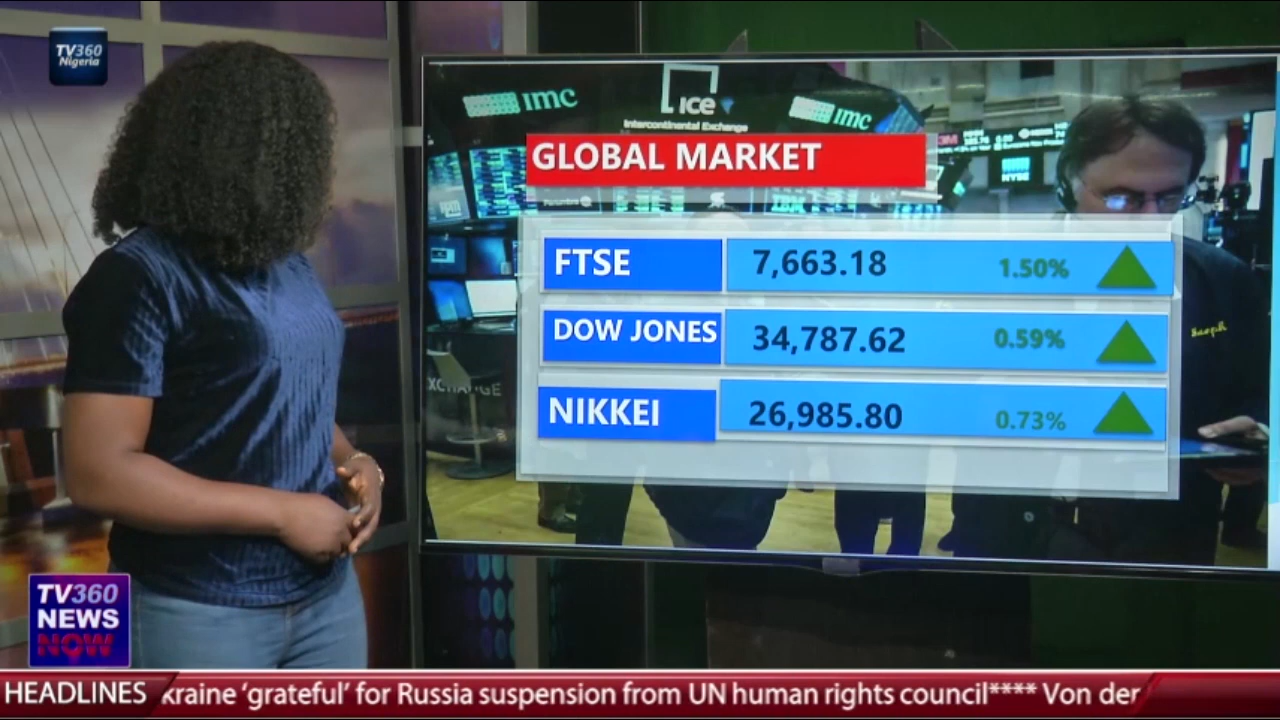 TV360
Nigeria
IMC
ICE
IMC
Intercontinental Exchange
GLOBAL MARKET
NYSE
IBM
FTSE 7,663.18 1.50%
DOW JONES 34,787.62 0.59%
NIKKEI 26,985.80 0.73%
XCHANGE
TV360
NEWS
NOW
HEADLINES kraine ‘grateful’ for Russia suspension from UN human rights council**** Von der